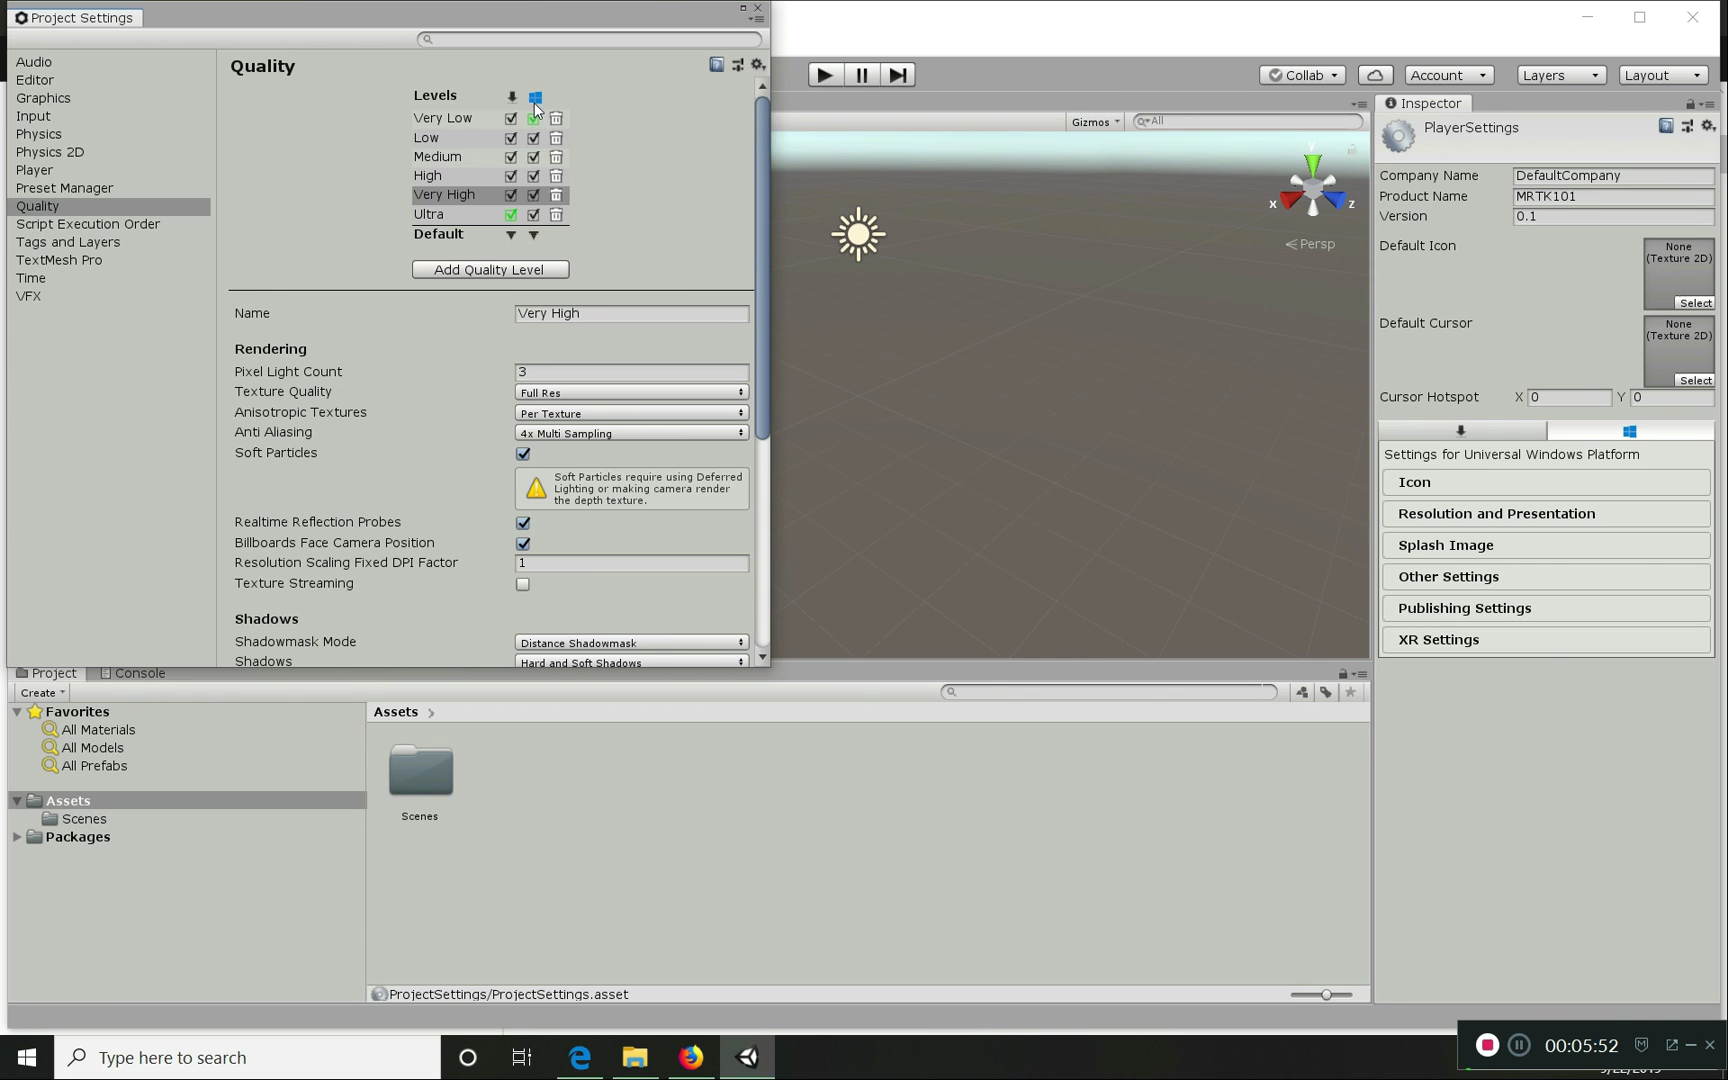 Project Settings
Audio
Editor
Graphics
Input
Physics
Physics 2D
Player
Preset Manager
Quality
Script Execution Order
Tags and Layers
TextMesh Pro
Time
VFX
Quality
Levels
Very Low
Low
Medium
High
Very High
Ultra
Default
Add Quality Level
Name Very High
Rendering
Pixel Light Count 3
Texture Quality Full Res
Anisotropic Textures Per Texture
Anti Aliasing 4x Multi Sampling
Soft Particles
Soft Particles require using Deferred
Lighting or making camera render
the depth texture.
Realtime Reflection Probes
Billboards Face Camera Position
Resolution Scaling Fixed DPI Factor 1
Texture Streaming
Shadows
Shadowmask Mode Distance Shadowmask
Shadows Hard and Soft Shadows
Collab Account Layers Layout
Gizmos All
y
x z
Persp
Inspector
PlayerSettings
Company Name DefaultCompany
Product Name MRTK101
Version 0.1
Default Icon
None
(Texture 2D)
Select
Default Cursor
None
(Texture 2D)
Select
Cursor Hotspot X 0 Y 0
Settings for Universal Windows Platform
Icon
Resolution and Presentation
Splash Image
Other Settings
Publishing Settings
XR Settings
Project Console
Create
Favorites
All Materials
All Models
All Prefabs
Assets
Scenes
Packages
Assets
Scenes
ProjectSettings/ProjectSettings.asset
Type here to search
00:05:52